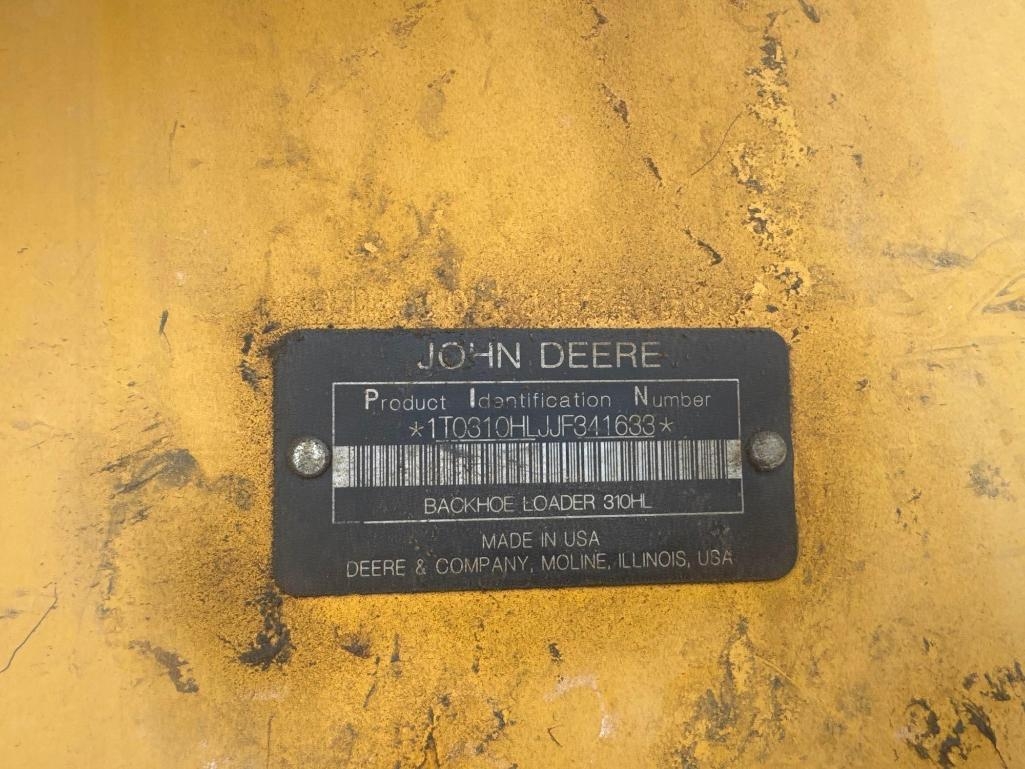 JOHN DEERE
Product Identification Number
*1T0310HLJJF341633*
BACKHOE LOADER 310HL
MADE IN USA
DEERE & COMPANY, MOLINE, ILLINOIS, USA